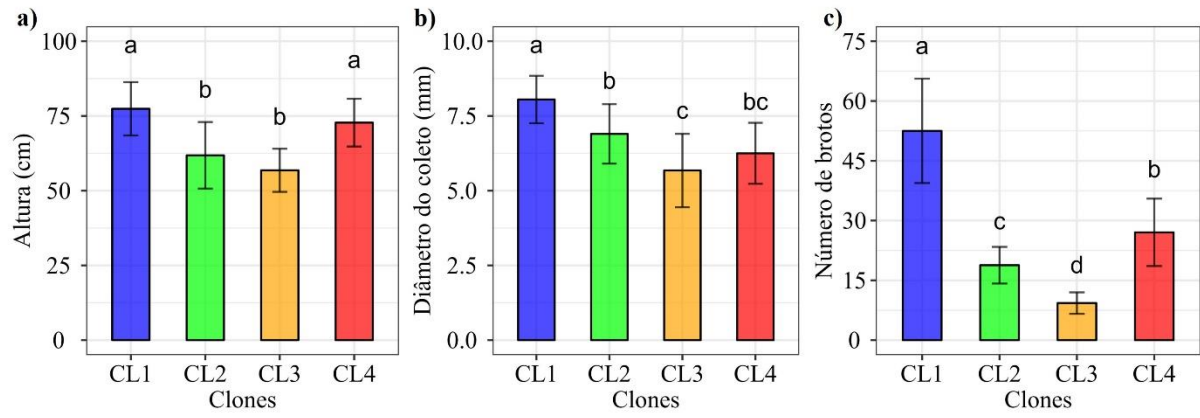 a)
Altura (cm)
100
75
50
25
0
a
b
b
a
CL1 CL2 CL3 CL4
Clones
b)
Diâmetro do coleto (mm)
10.0
7.5
5.0
2.5
0.0
a
b
c
bc
CL1 CL2 CL3 CL4
Clones
c)
Número de brotos
75
60
45
30
15
0
a
c
d
b
CL1 CL2 CL3 CL4
Clones